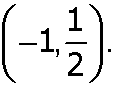 (-1, 1/2).